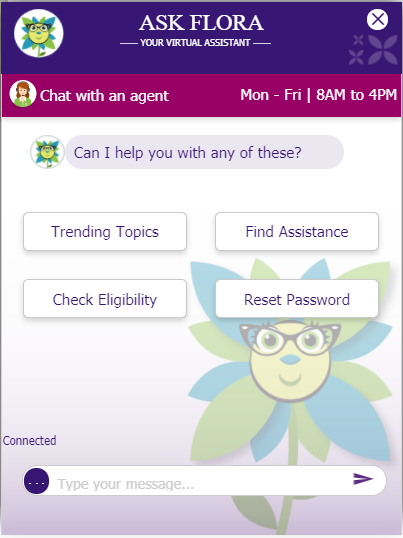 ASK FLORA
YOUR VIRTUAL ASSISTANT
Chat with an agent
Mon - Fri | 8AM to 4PM
Can I help you with any of these?
Trending Topics
Find Assistance
Check Eligibility
Reset Password
Connected
...
Type your message...